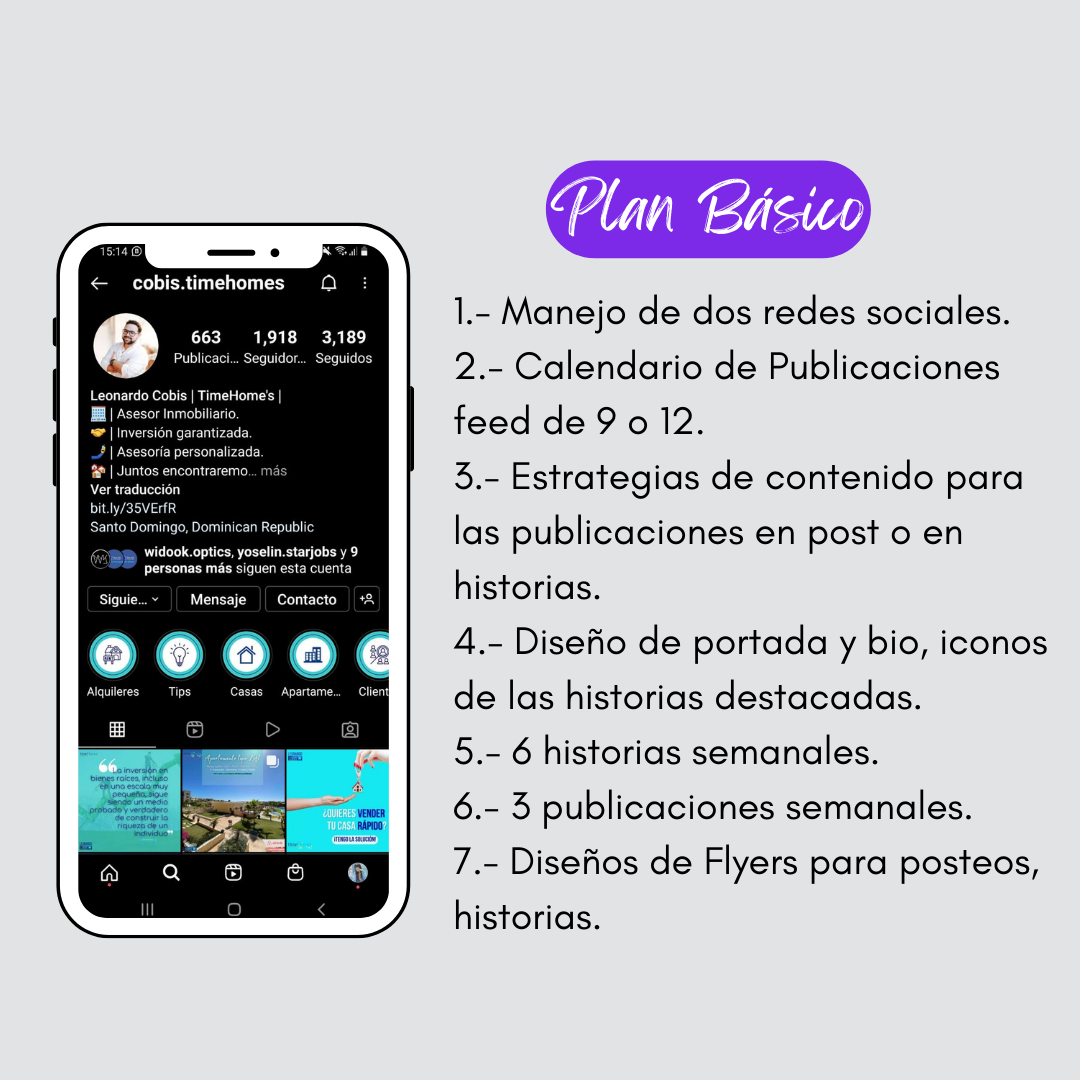 Plan Básico
1.- Manejo de dos redes sociales.
2.- Calendario de Publicaciones
feed de 9 o 12.
3.- Estrategias de contenido para
las publicaciones en post o en
historias.
4.- Diseño de portada y bio, iconos
de las historias destacadas.
5.- 6 historias semanales.
6.- 3 publicaciones semanales.
7.- Diseños de Flyers para posteos,
historias.
15:14
cobis.timehomes
663 1,918 3,189
Publicaci... Seguidor... Seguidos
Leonardo Cobis | TimeHome's |
| Asesor Inmobiliario.
| Inversión garantizada.
| Asesoría personalizada.
| Juntos encontraremo... más
Ver traducción
bit.ly/35VErfR
Santo Domingo, Dominican Republic
widook.optics, yoselin.starjobs y 9
personas más siguen esta cuenta
Siguie... Mensaje Contacto
Alquileres Tips Casas Apartame... Client
La inversión en
bienes raíces, incluso
en una escala muy
pequeña, sigue
siendo un medio
probado y verdadero
de construir la
riqueza de un
individuo
¿QUIERES VENDER
TU CASA RÁPIDO?
¡TENGO LA SOLUCIÓN!